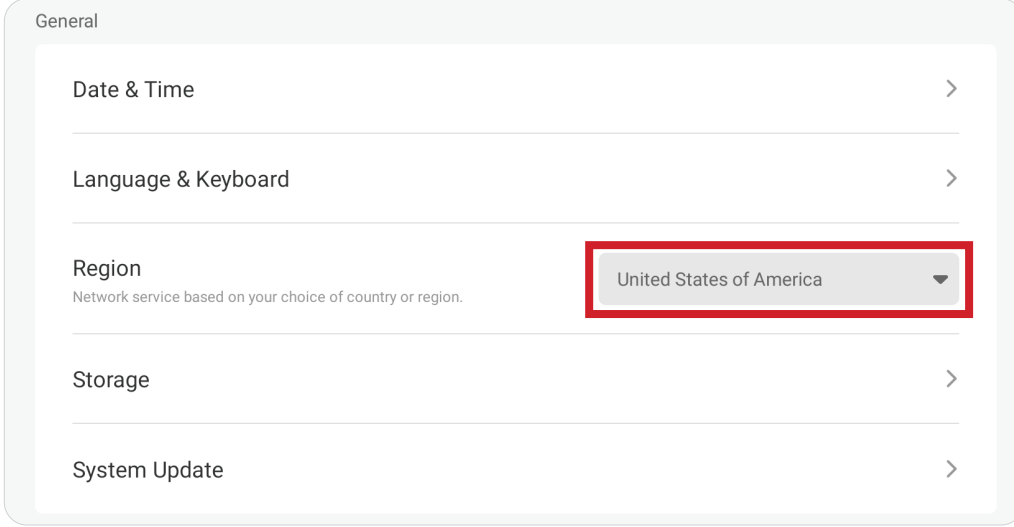 General
Date & Time
Language & Keyboard
Region
United States of America
Network service based on your choice of country or region.
Storage
System Update